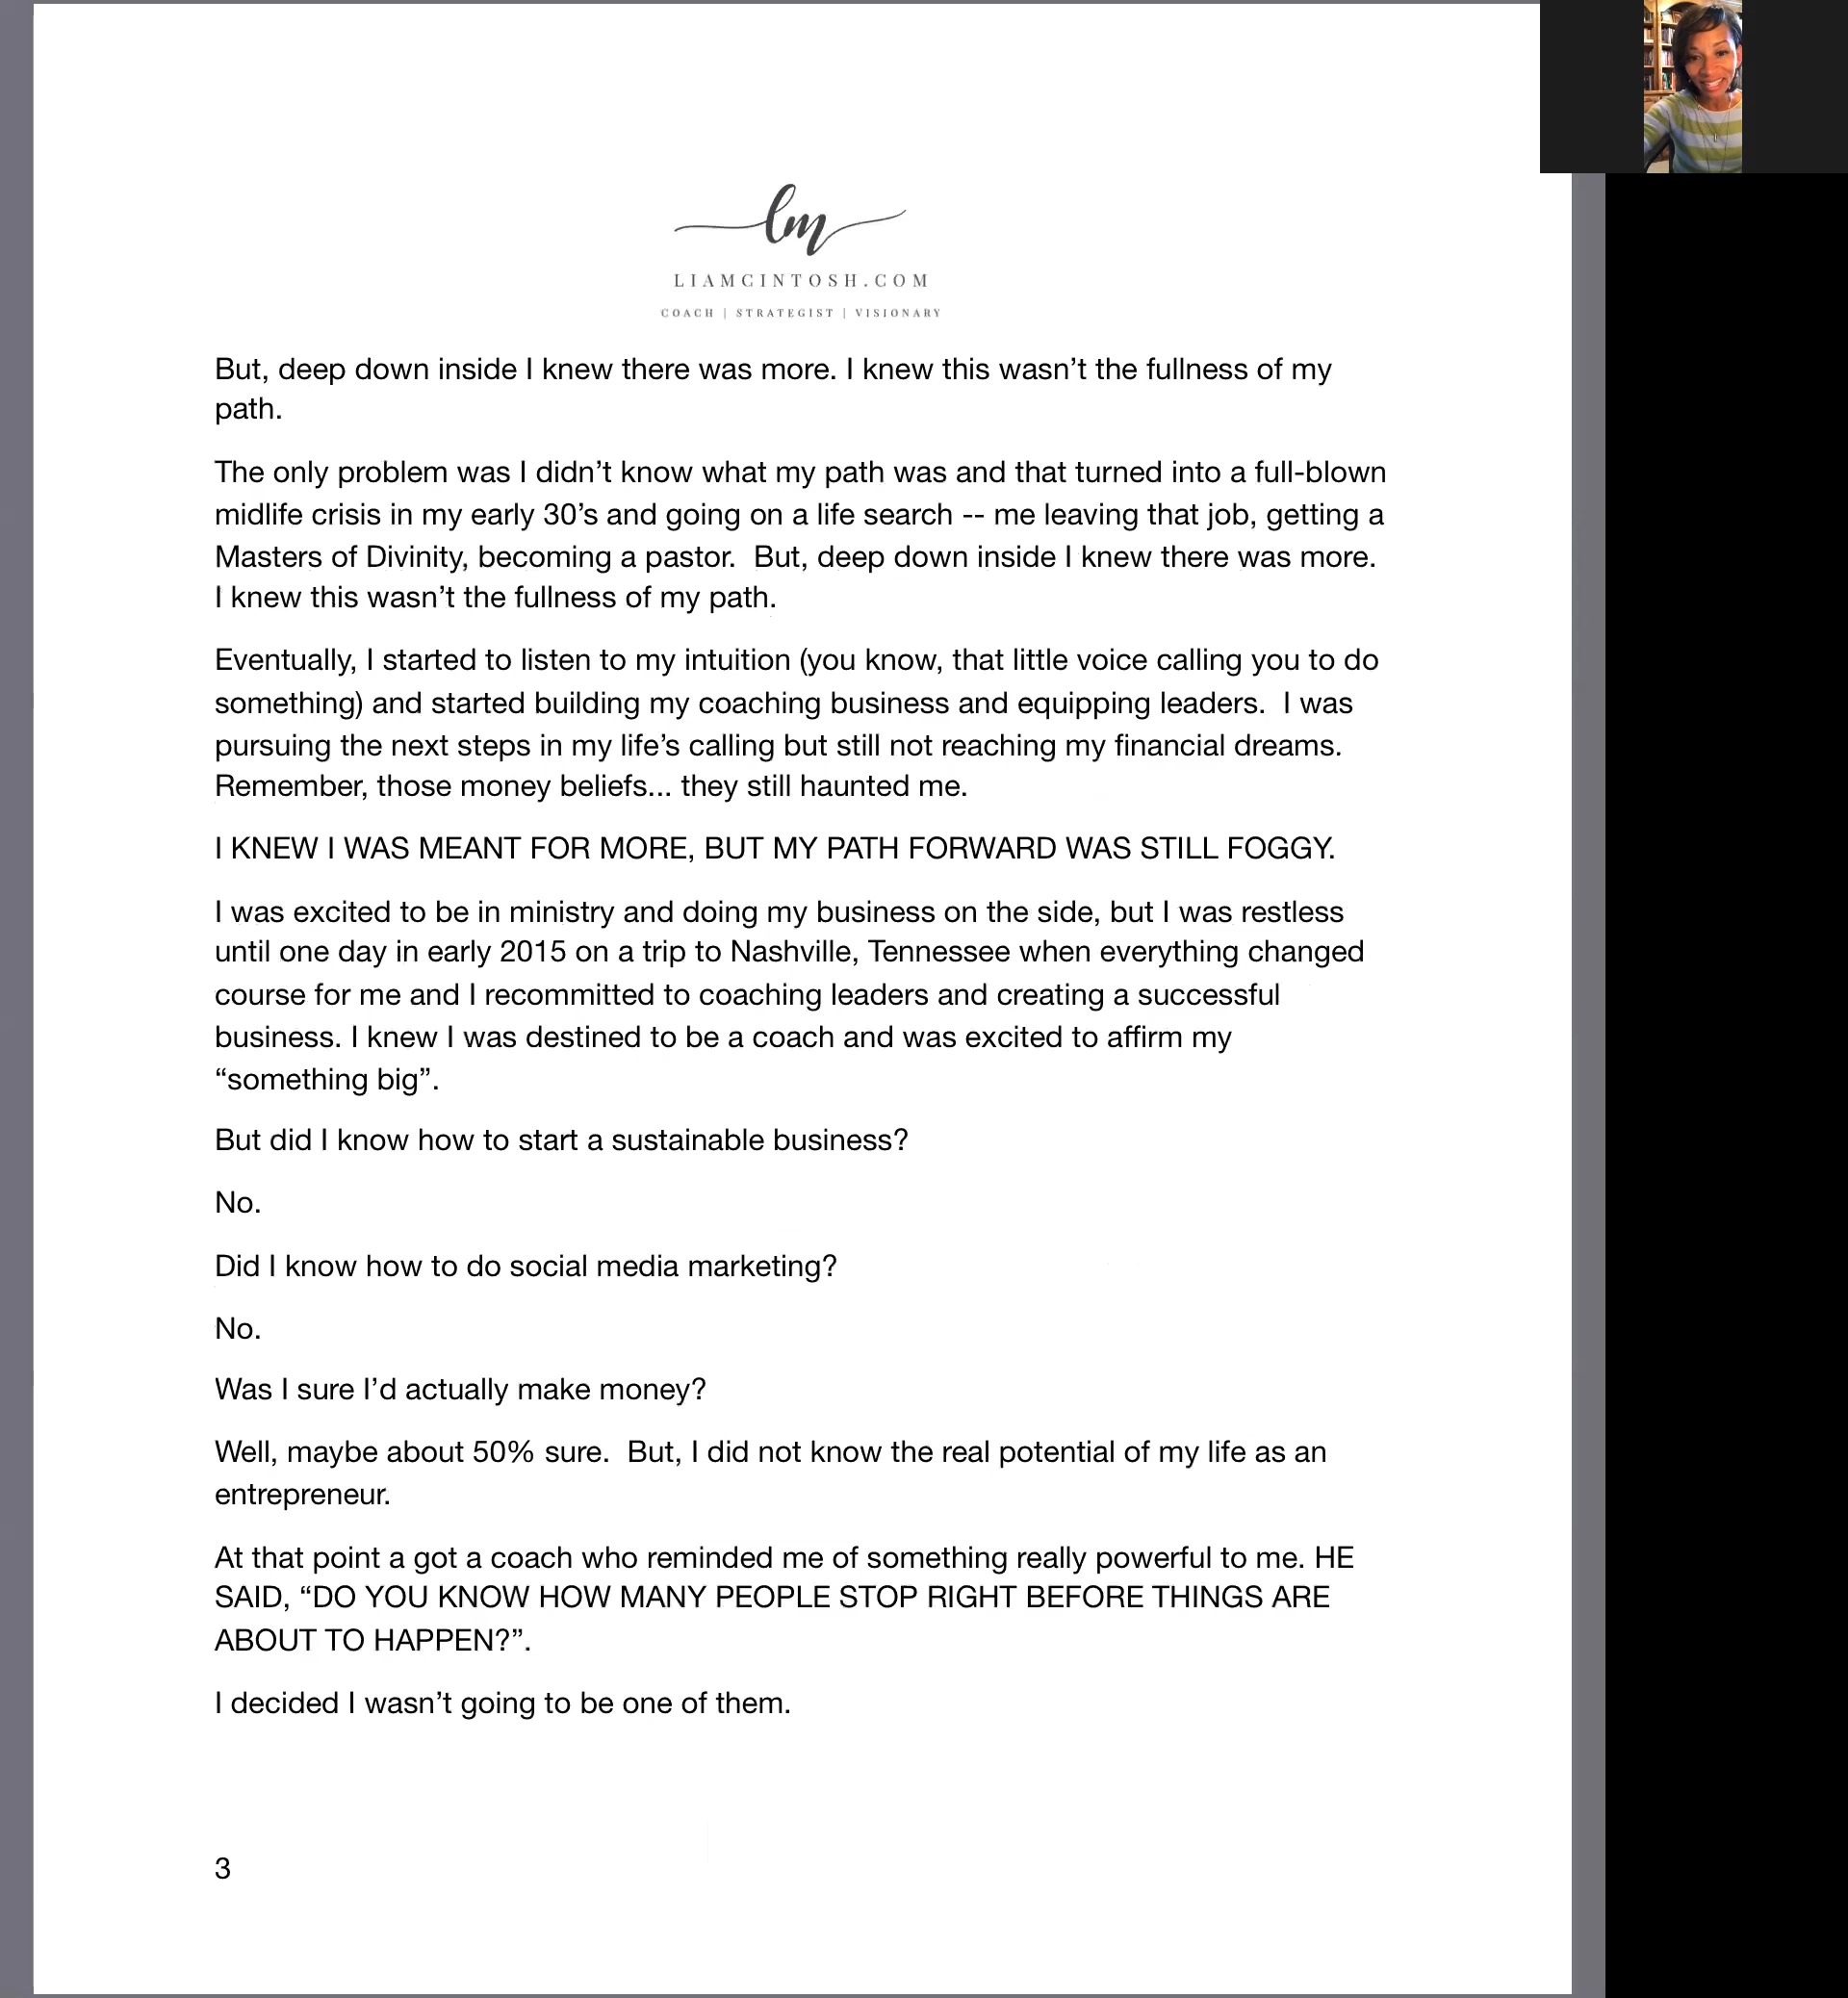 lm
LIAMCINTOSH.COM
COACH | STRATEGIST | VISIONARY
But, deep down inside I knew there was more. I knew this wasn’t the fullness of my
path.
The only problem was I didn’t know what my path was and that turned into a full-blown
midlife crisis in my early 30’s and going on a life search -- me leaving that job, getting a
Masters of Divinity, becoming a pastor.  But, deep down inside I knew there was more.
I knew this wasn’t the fullness of my path.
Eventually, I started to listen to my intuition (you know, that little voice calling you to do
something) and started building my coaching business and equipping leaders.  I was
pursuing the next steps in my life’s calling but still not reaching my financial dreams.
Remember, those money beliefs... they still haunted me.
I KNEW I WAS MEANT FOR MORE, BUT MY PATH FORWARD WAS STILL FOGGY.
I was excited to be in ministry and doing my business on the side, but I was restless
until one day in early 2015 on a trip to Nashville, Tennessee when everything changed
course for me and I recommitted to coaching leaders and creating a successful
business. I knew I was destined to be a coach and was excited to affirm my
“something big”.
But did I know how to start a sustainable business?
No.
Did I know how to do social media marketing?
No.
Was I sure I’d actually make money?
Well, maybe about 50% sure.  But, I did not know the real potential of my life as an
entrepreneur.
At that point a got a coach who reminded me of something really powerful to me. HE
SAID, “DO YOU KNOW HOW MANY PEOPLE STOP RIGHT BEFORE THINGS ARE
ABOUT TO HAPPEN?”.
I decided I wasn’t going to be one of them.
3